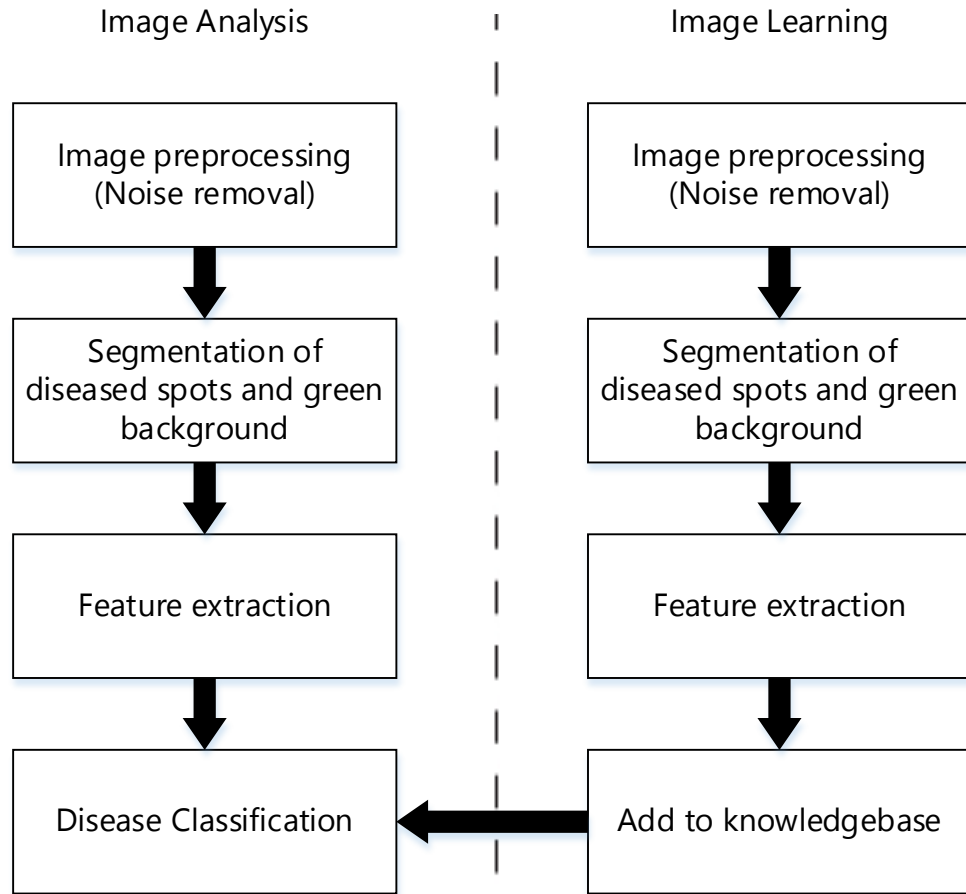 Image Analysis
Image preprocessing
(Noise removal)
Segmentation of
diseased spots and green
background
Feature extraction
Disease Classification
Image Learning
Image preprocessing
(Noise removal)
Segmentation of
diseased spots and green
background
Feature extraction
Add to knowledgebase